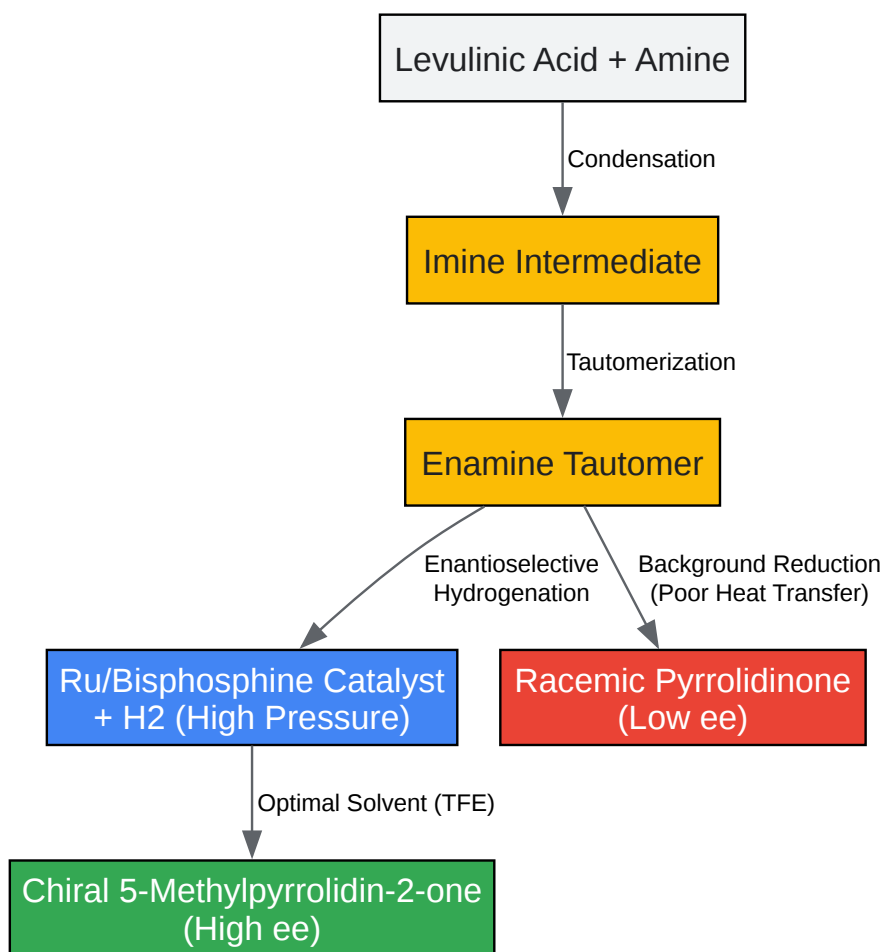 Levulinic Acid + Amine
Condensation
Imine Intermediate
Tautomerization
Enamine Tautomer
Enantioselective
Hydrogenation
Background Reduction
(Poor Heat Transfer)
Ru/Bisphosphine Catalyst
+ H2 (High Pressure)
Racemic Pyrrolidinone
(Low ee)
Optimal Solvent (TFE)
Chiral 5-Methylpyrrolidin-2-one
(High ee)